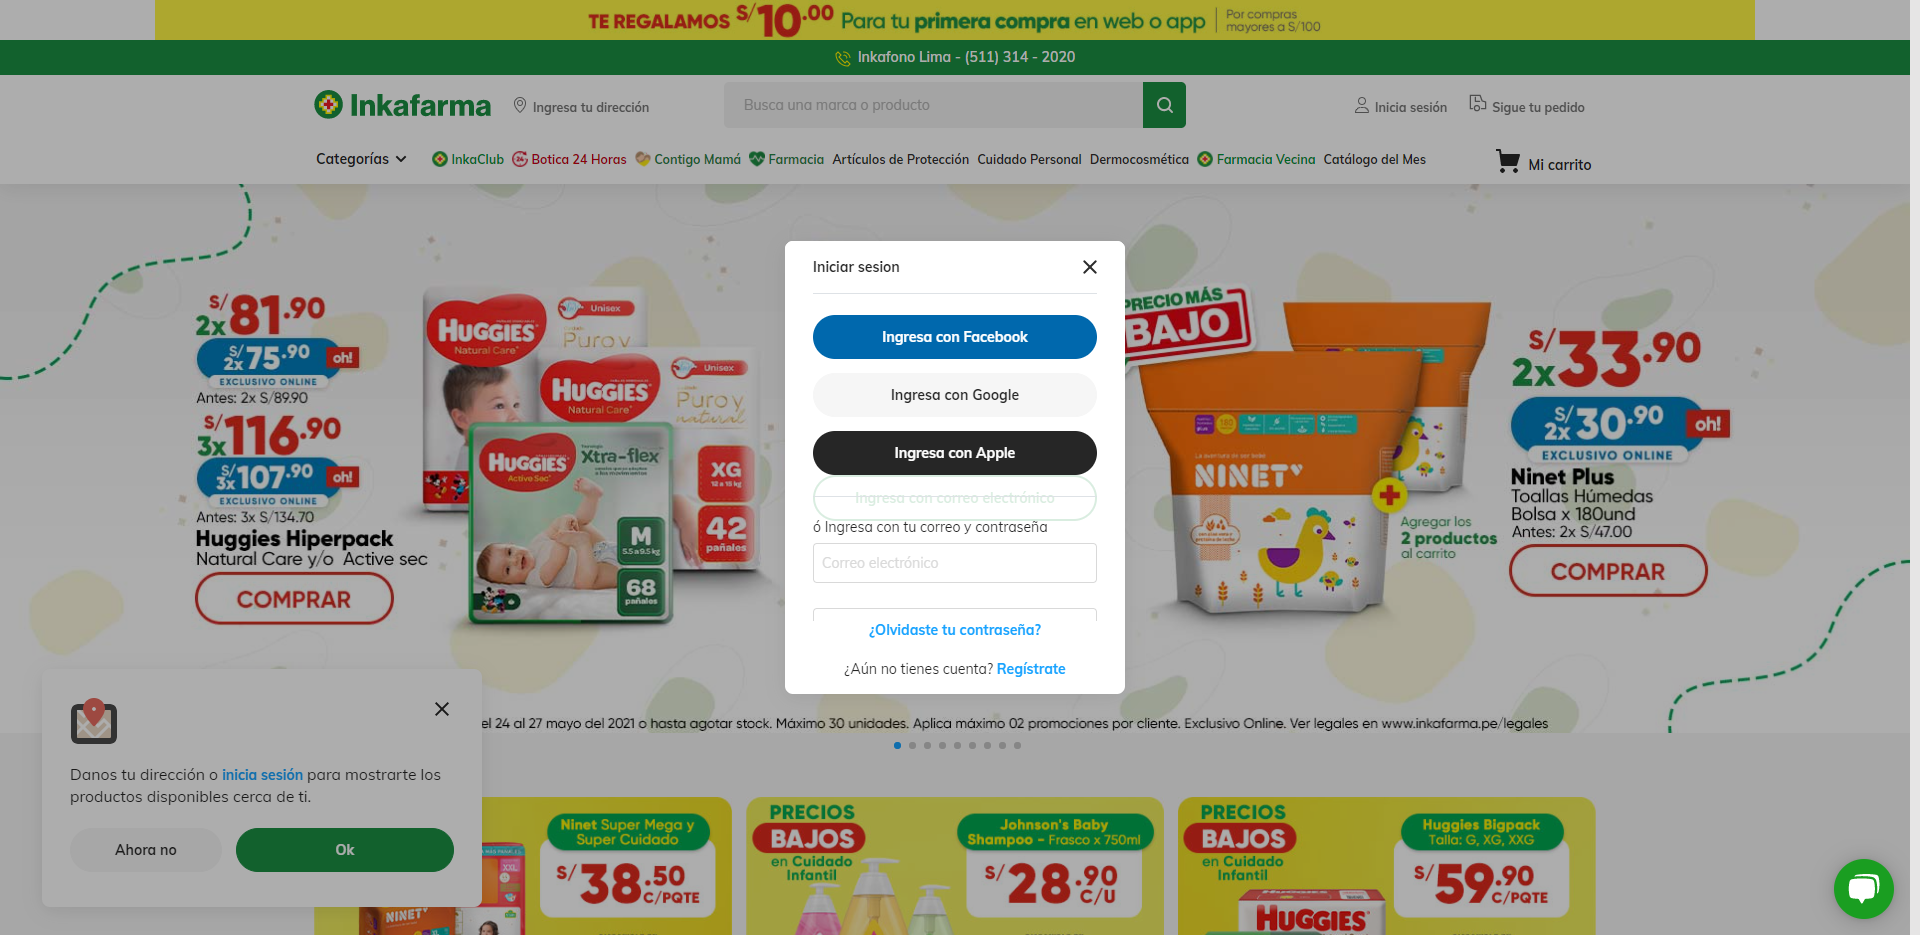 TE REGALAMOS S/10.00 Para tu primera compra en web o app
Por compras
mayores a S/100
Inkafono Lima - (511) 314 - 2020
Inkafarma
Ingresa tu dirección
Busca una marca o producto
Inicia sesión
Sigue tu pedido
Categorías
InkaClub
Botica 24 Horas
Contigo Mamá
Farmacia
Artículos de Protección
Cuidado Personal
Dermocosmética
Farmacia Vecina
Catálogo del Mes
Mi carrito
2x S/81.90
S/ 2x 75.90 oh!
EXCLUSIVO ONLINE
Antes: 2x S/89.90
3x S/116.90
S/ 3x 107.90 oh!
EXCLUSIVO ONLINE
Antes: 3x S/134.70
Huggies Hiperpack
Natural Care y/o Active sec
COMPRAR
HUGGIES
Natural Care
Unisex
Puro y
HUGGIES
Natural Care
Unisex
Puro y
natural
HUGGIES
Active Sec
Xtra-flex
XG
42
pañales
M
5.5 a 9.5 kg
68
pañales
Iniciar sesion
Ingresa con Facebook
Ingresa con Google
Ingresa con Apple
Ingresa con correo electrónico
ó Ingresa con tu correo y contraseña
Correo electrónico
¿Olvidaste tu contraseña?
¿Aún no tienes cuenta? Regístrate
PRECIO MÁS
BAJO
NINET
Agregar los
2 productos
al carrito
2x S/33.90
S/ 2x 30.90 oh!
EXCLUSIVO ONLINE
Ninet Plus
Toallas Húmedas
Bolsa x 180und
Antes: 2x S/47.00
COMPRAR
el 24 al 27 mayo del 2021 o hasta agotar stock. Máximo 30 unidades. Aplica máximo 02 promociones por cliente. Exclusivo Online. Ver legales en www.inkafarma.pe/legales
Danos tu dirección o inicia sesión para mostrarte los
productos disponibles cerca de ti.
Ahora no
Ok
Ninet Super Mega y
Super Cuidado
S/38.50
C/PQTE
XXL
NINET
PRECIOS
BAJOS
en Cuidado
Infantil
Johnson's Baby
Shampoo - Frasco x 750ml
S/28.90
C/U
PRECIOS
BAJOS
en Cuidado
Infantil
Huggies Bigpack
Talla: G, XG, XXG
S/59.90
C/PQTE
HUGGIES